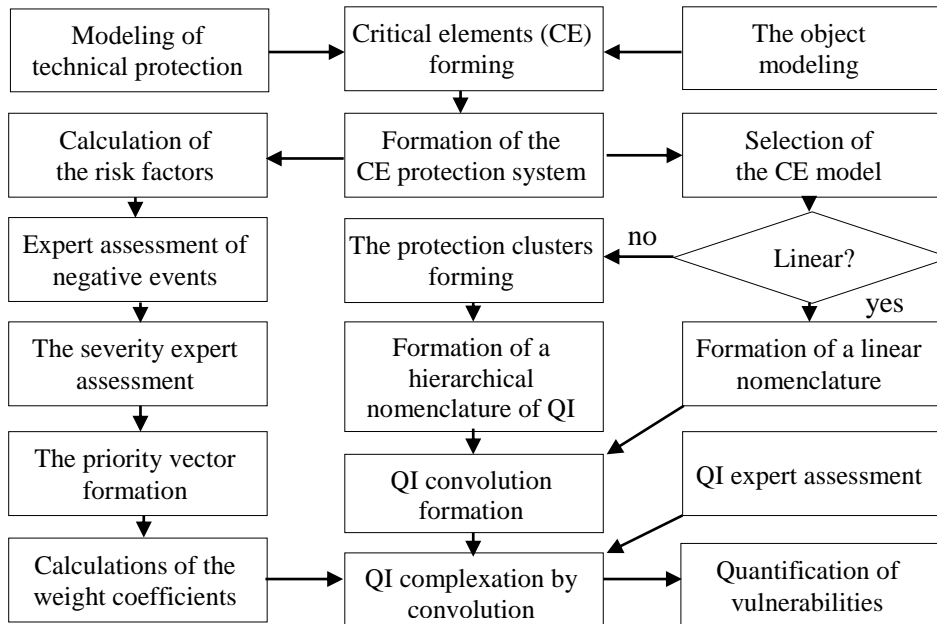 Modeling of
technical protection
Critical elements (CE)
forming
The object
modeling
Calculation of
the risk factors
Formation of the
CE protection system
Selection of
the CE model
Expert assessment of
negative events
The protection clusters
forming
no
Linear?
yes
The severity expert
assessment
Formation of a
hierarchical
nomenclature of QI
Formation of a linear
nomenclature
The priority vector
formation
QI convolution
formation
QI expert assessment
Calculations of the
weight coefficients
QI complexation by
convolution
Quantification of
vulnerabilities